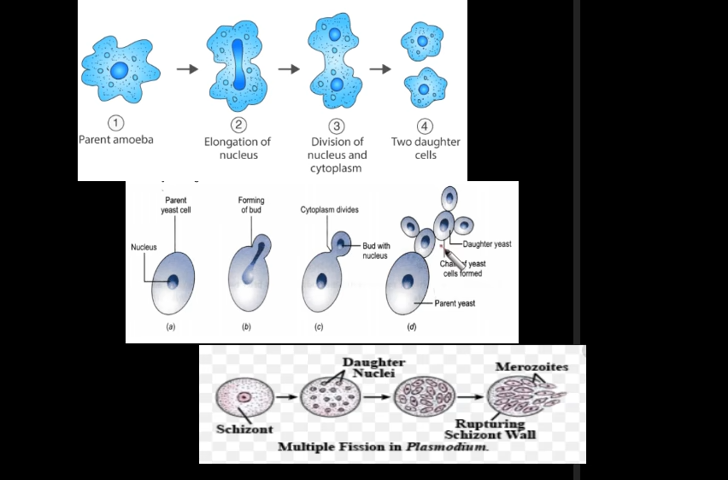 1 2 3 4
Parent amoeba
Elongation of
nucleus
Division of
nucleus and
cytoplasm
Two daughter
cells
Parent
yeast cell
Forming
of bud
Cytoplasm divides
Nucleus
Bud with
nucleus
Daughter yeast
of yeast
cells formed
Parent yeast
(a) (b) (c) (d)
Daughter
Nuclei
Merozoites
Schizont
Rupturing
Schizont Wall
Multiple Fission in Plasmodium.